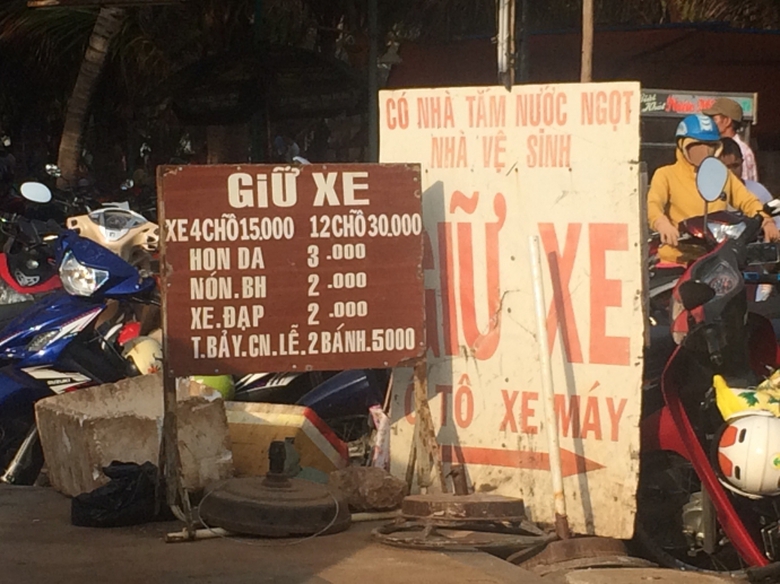 GIỮ XE
XE 4 CHỖ 15.000 12 CHỖ 30.000
HON DA 3.000
NÓN.BH 2.000
XE.ĐẠP 2.000
T.BẢY.CN.LỄ.2 BÁNH.5000
CÓ NHÀ TẮM NƯỚC NGỌT
NHÀ VỆ SINH
GIỮ XE
Ô TÔ XE MÁY
SUZUKI